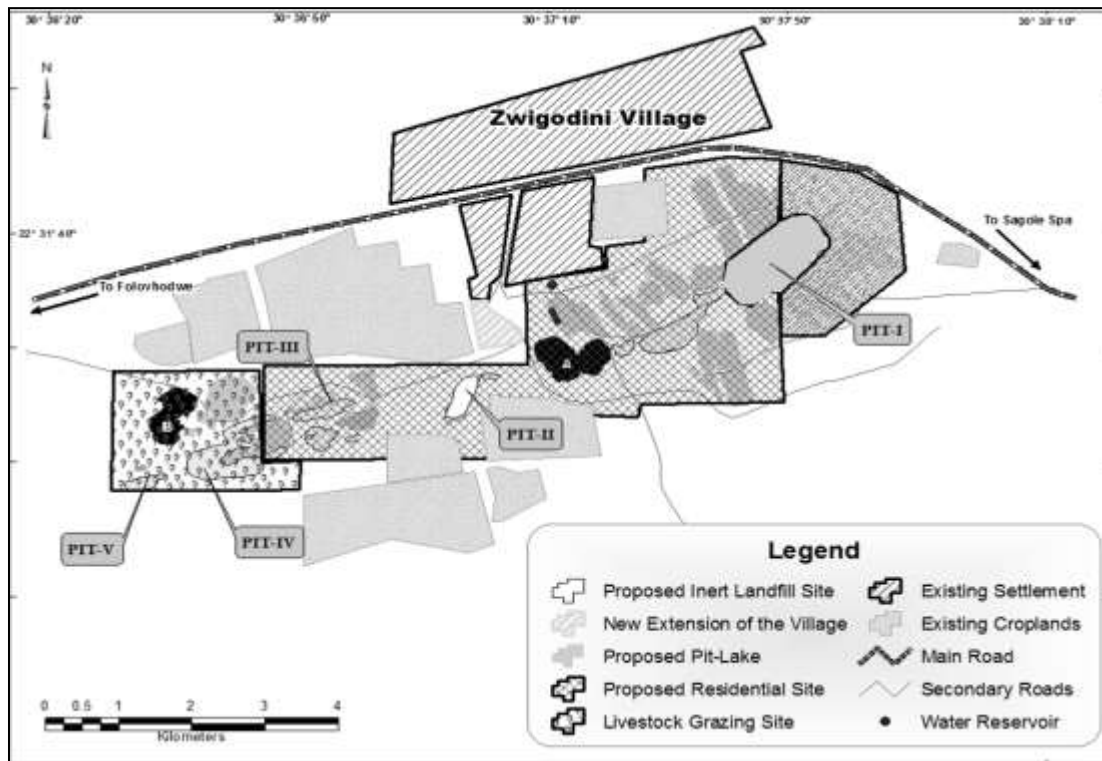 30° 36' 20" 30 36' 50" 30 37' 10" 30° 37' 50" 30° 38' 10"
N
Zwigodini Village
22° 31' 40"
To Sagole Spa
To Folovhodwe
PIT-I
PIT-III
A
PIT-II
B
PIT-V
PIT-IV
Legend
Proposed Inert Landfill Site
New Extension of the Village
Proposed Pit-Lake
Proposed Residential Site
Livestock Grazing Site
Existing Settlement
Existing Croplands
Main Road
Secondary Roads
Water Reservoir
0 0.5 1 2 3 4
Kilometers